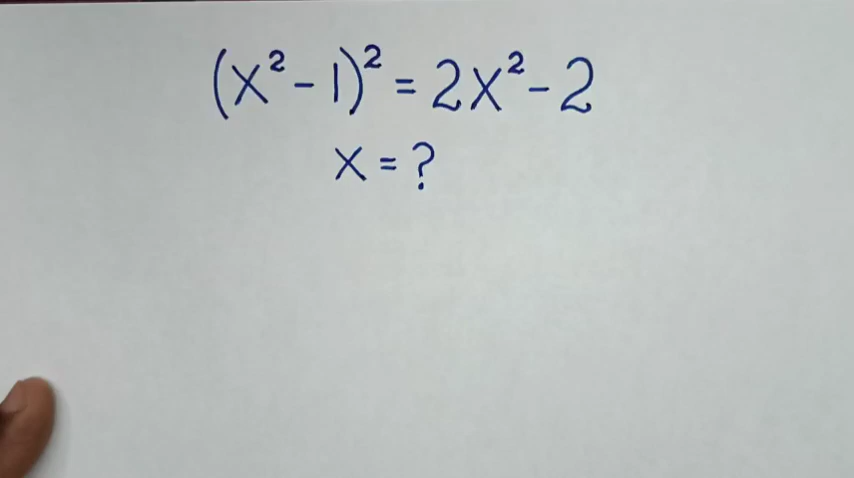 (x² - 1)² = 2x² - 2
x = ?